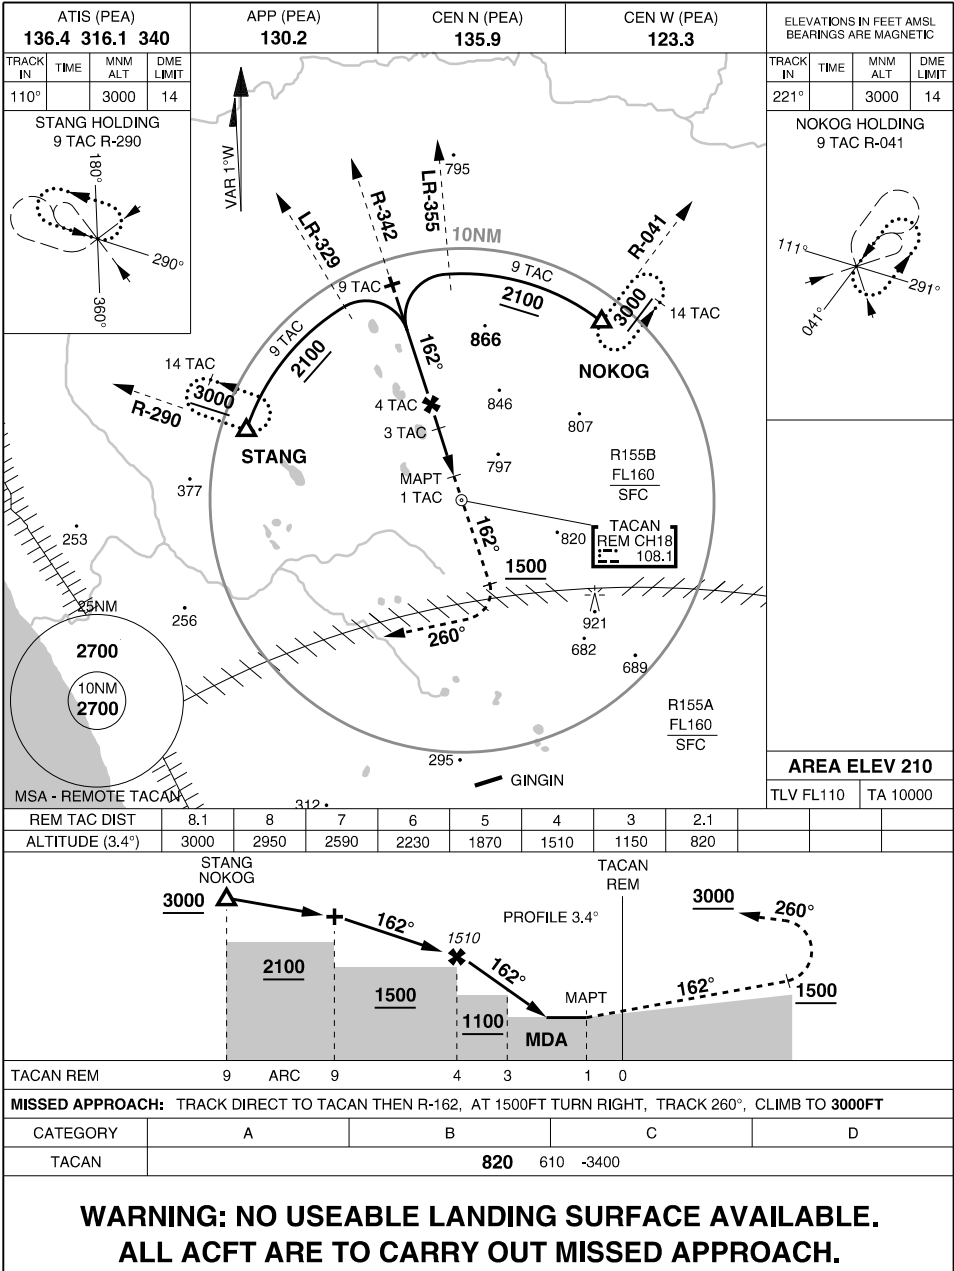 ATIS (PEA)
136.4 316.1 340
APP (PEA)
130.2
CEN N (PEA)
135.9
CEN W (PEA)
123.3
ELEVATIONS IN FEET AMSL
BEARINGS ARE MAGNETIC
TRACK IN TIME MNM ALT DME LIMIT
110° 3000 14
STANG HOLDING
9 TAC R-290
180°
290°
360°
TRACK IN TIME MNM ALT DME LIMIT
221° 3000 14
NOKOG HOLDING
9 TAC R-041
111°
291°
041°
VAR 1°W
795
LR-329
R-342
LR-355
R-041
10NM
9 TAC
9 TAC
2100
3000
14 TAC
9 TAC
2100
866
162°
NOKOG
14 TAC
3000
R-290
4 TAC
846
807
3 TAC
STANG
797
R155B
FL160
SFC
MAPT
1 TAC
377
253
162°
820
TACAN
REM CH18
108.1
1500
25NM
256
921
260°
682
689
2700
10NM
2700
R155A
FL160
SFC
295
GINGIN
AREA ELEV 210
MSA - REMOTE TACAN
312
TLV FL110 TA 10000
REM TAC DIST 8.1 8 7 6 5 4 3 2.1
ALTITUDE (3.4°) 3000 2950 2590 2230 1870 1510 1150 820
STANG
NOKOG
TACAN
REM
3000
3000
260°
162°
PROFILE 3.4°
1510
162°
2100
162°
1500
MAPT
1500
1100
MDA
TACAN REM 9 ARC 9 4 3 1 0
MISSED APPROACH: TRACK DIRECT TO TACAN THEN R-162, AT 1500FT TURN RIGHT, TRACK 260°, CLIMB TO 3000FT
CATEGORY A B C D
TACAN 820 610 -3400
WARNING: NO USEABLE LANDING SURFACE AVAILABLE.
ALL ACFT ARE TO CARRY OUT MISSED APPROACH.